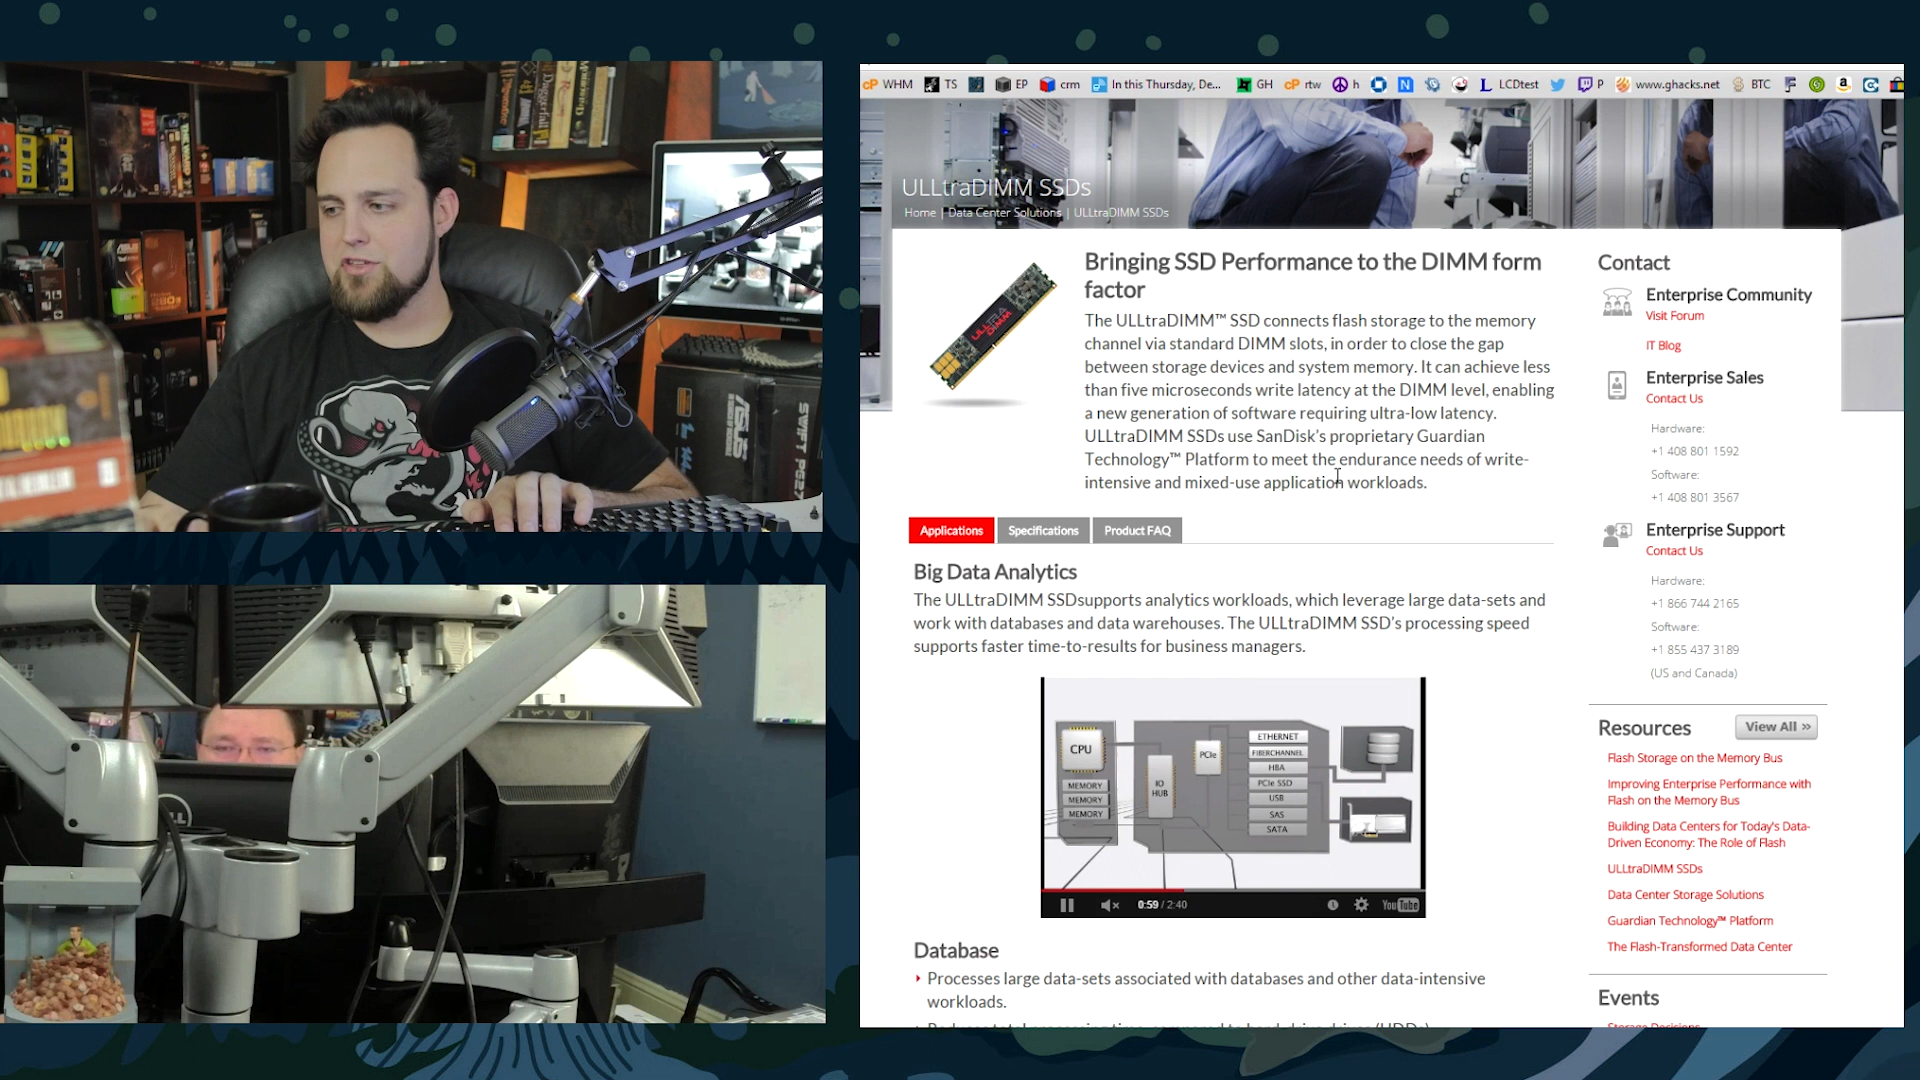 WHM TS EP crm In this Thursday, De... GH rtw h P LCDtest www.ghacks.net BTC
ULLtraDIMM SSDs
Home | Data Center Solutions | ULLtraDIMM SSDs
Bringing SSD Performance to the DIMM form
factor
The ULLtraDIMM™ SSD connects flash storage to the memory
channel via standard DIMM slots, in order to close the gap
between storage devices and system memory. It can achieve less
than five microseconds write latency at the DIMM level, enabling
a new generation of software requiring ultra-low latency.
ULLtraDIMM SSDs use SanDisk's proprietary Guardian
Technology™ Platform to meet the endurance needs of write-
intensive and mixed-use application workloads.
Applications
Specifications
Product FAQ
Big Data Analytics
The ULLtraDIMM SSDsupports analytics workloads, which leverage large data-sets and
work with databases and data warehouses. The ULLtraDIMM SSD's processing speed
supports faster time-to-results for business managers.
CPU
MEMORY
MEMORY
MEMORY
IO
HUB
PCIe
ETHERNET
FIBERCHANNEL
HBA
PCIe SSD
USB
SAS
SATA
0:59 / 2:40
YouTube
Database
Processes large data-sets associated with databases and other data-intensive
workloads.
Contact
Enterprise Community
Visit Forum
IT Blog
Enterprise Sales
Contact Us
Hardware:
+1 408 801 1592
Software:
+1 408 801 3567
Enterprise Support
Contact Us
Hardware:
+1 866 744 2165
Software:
+1 855 437 3189
(US and Canada)
Resources
View All »
Flash Storage on the Memory Bus
Improving Enterprise Performance with
Flash on the Memory Bus
Building Data Centers for Today's Data-
Driven Economy: The Role of Flash
ULLtraDIMM SSDs
Data Center Storage Solutions
Guardian Technology™ Platform
The Flash-Transformed Data Center
Events
Daggerfall
ASUS
SWIFT PG27
DELL